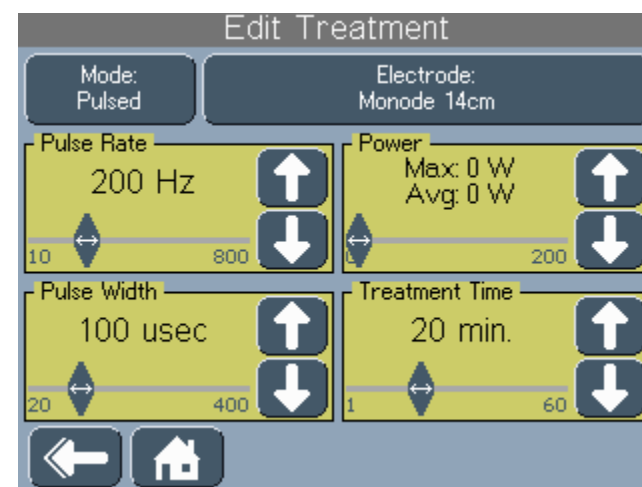 Edit Treatment
Mode:
Pulsed
Electrode:
Monode 14cm
Pulse Rate
200 Hz
10
800
Power
Max: 0 W
Avg: 0 W
200
Pulse Width
100 usec
20
400
Treatment Time
20 min.
1
60